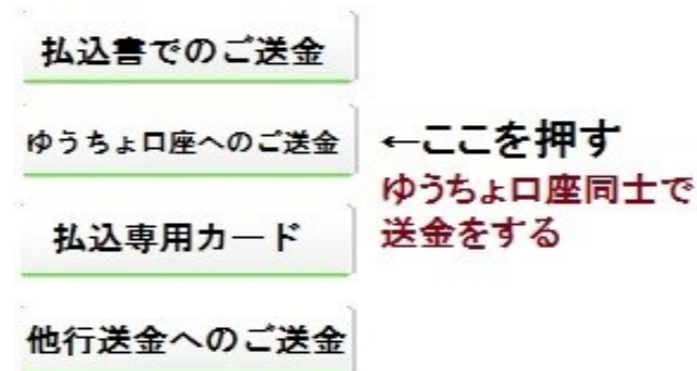 払込書でのご送金
ゆうちょ口座へのご送金
←ここを押す
ゆうちょ口座同士で
送金をする
払込専用カード
他行送金へのご送金